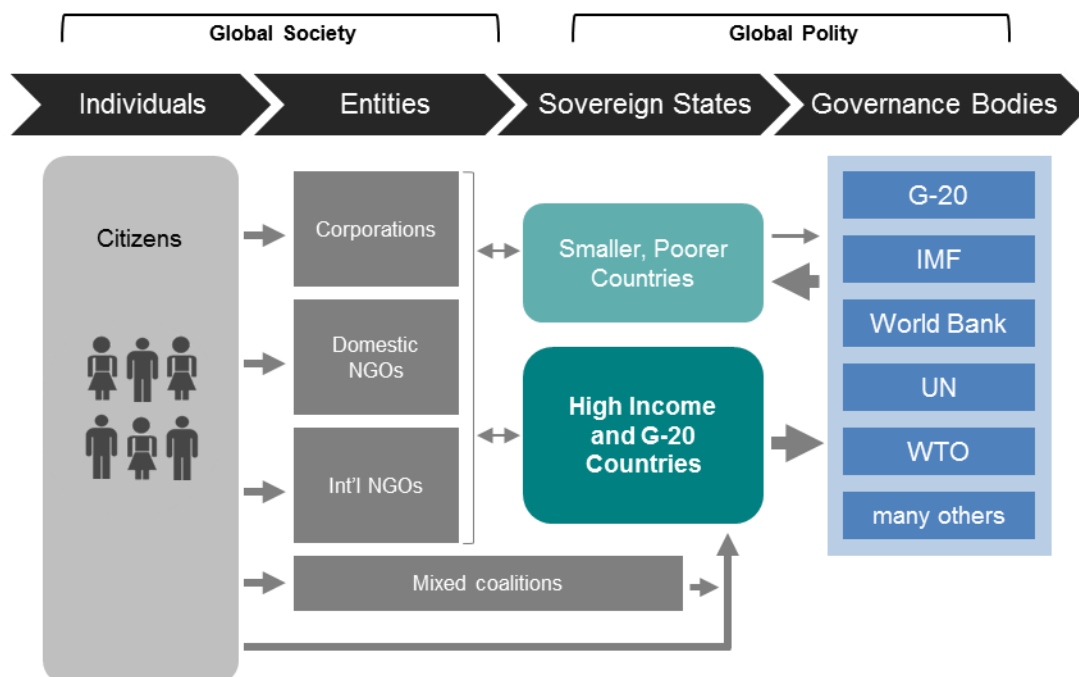 Global Society
Global Polity
Individuals
Entities
Sovereign States
Governance Bodies
Citizens
Corporations
Domestic
NGOs
Int'l NGOs
Mixed coalitions
Smaller, Poorer
Countries
High Income
and G-20
Countries
G-20
IMF
World Bank
UN
WTO
many others